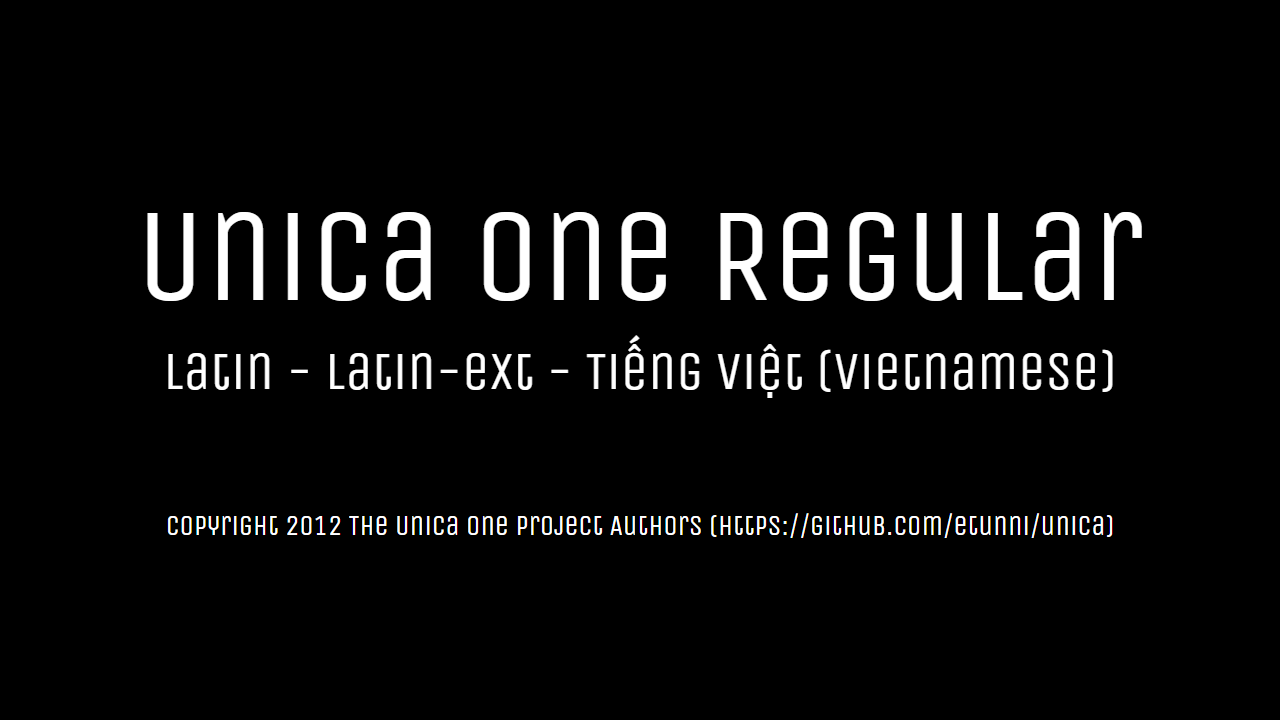 Unica One Regular
Latin - Latin-ext - Tiếng Việt (Vietnamese)
Copyright 2012 The Unica One Project Authors (https://github.com/etunni/unica)